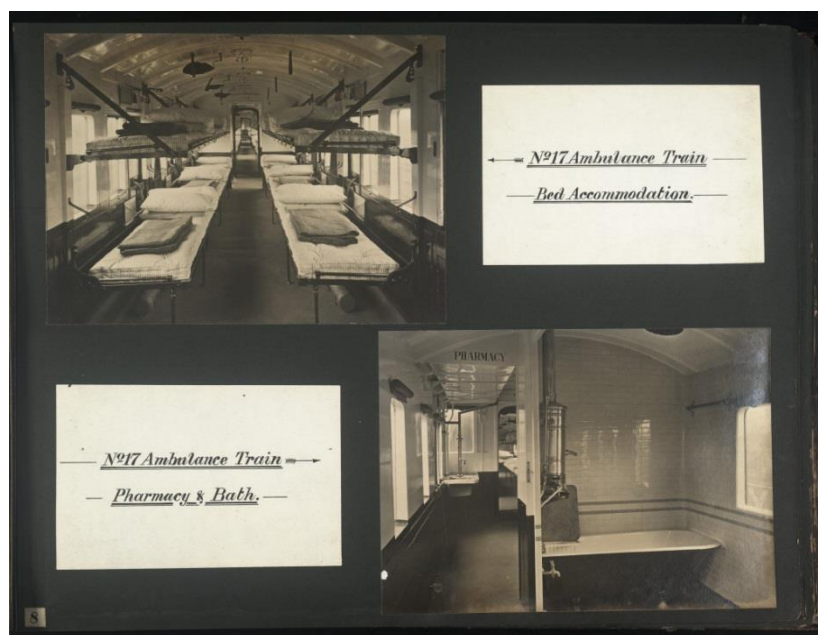 Nº17 Ambulance Train
Bed Accommodation.
PHARMACY
Nº17 Ambulance Train
Pharmacy & Bath.
8